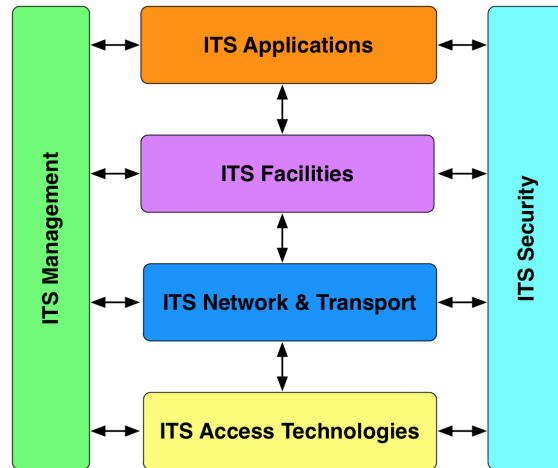 ITS Applications
ITS Facilities
ITS Management
ITS Security
ITS Network & Transport
ITS Access Technologies